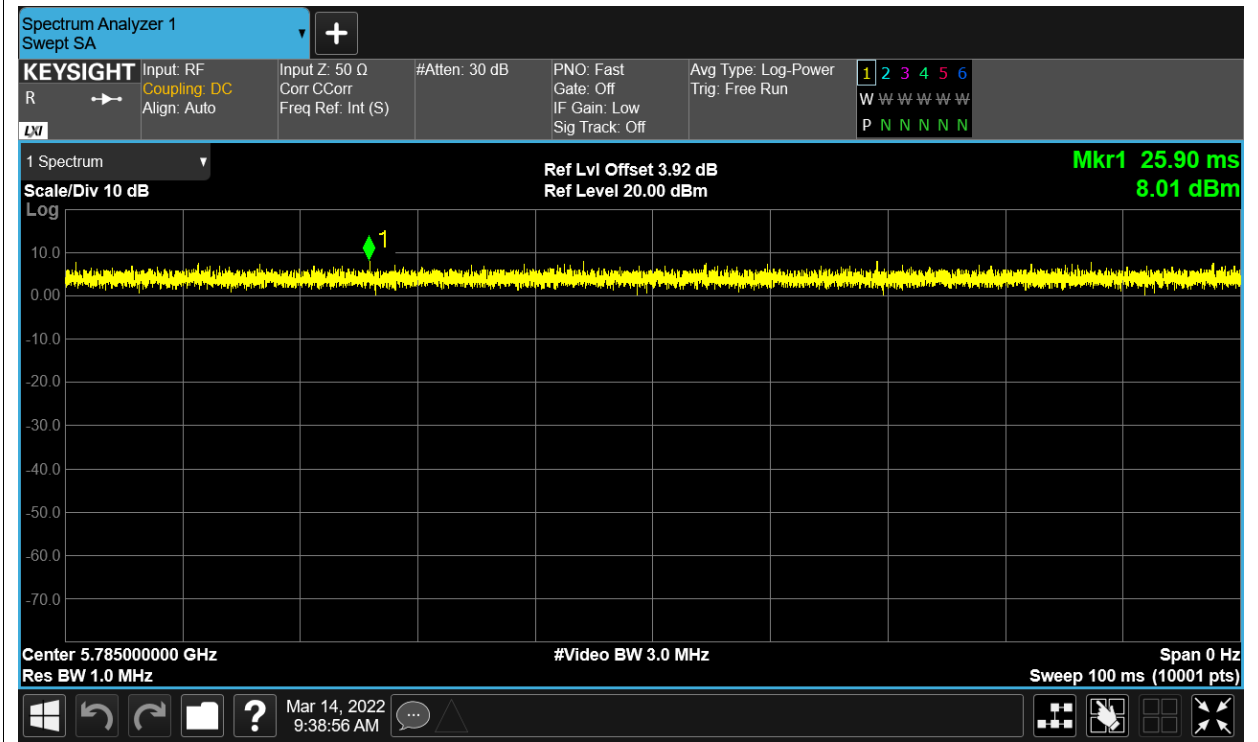 Spectrum Analyzer 1
Swept SA
KEYSIGHT
R
LXI
Input: RF
Coupling: DC
Align: Auto
Input Z: 50 Ω
Corr CCorr
Freq Ref: Int (S)
#Atten: 30 dB
PNO: Fast
Gate: Off
IF Gain: Low
Sig Track: Off
Avg Type: Log-Power
Trig: Free Run
1 2 3 4 5 6
W W W W W W
P N N N N N
1 Spectrum
Scale/Div 10 dB
Ref Lvl Offset 3.92 dB
Ref Level 20.00 dBm
Mkr1 25.90 ms
8.01 dBm
Log
1
10.0
0.00
-10.0
-20.0
-30.0
-40.0
-50.0
-60.0
-70.0
Center 5.785000000 GHz
#Video BW 3.0 MHz
Span 0 Hz
Res BW 1.0 MHz
Sweep 100 ms (10001 pts)
?
Mar 14, 2022
9:38:56 AM